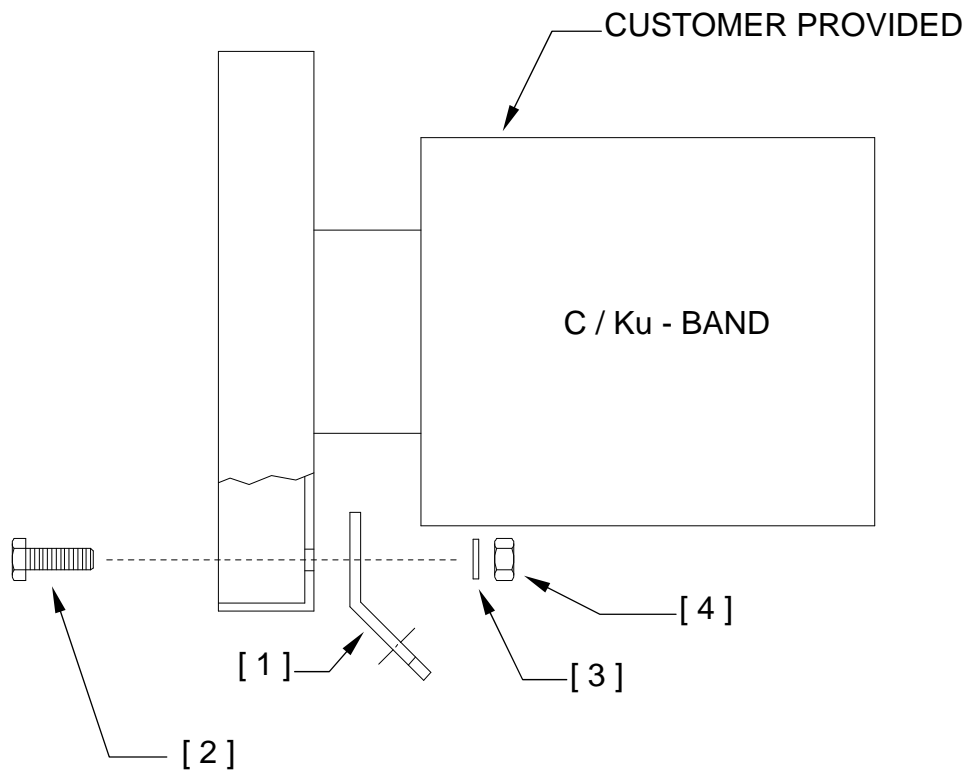 CUSTOMER PROVIDED
C / Ku - BAND
[ 4 ]
[ 1 ]
[ 3 ]
[ 2 ]